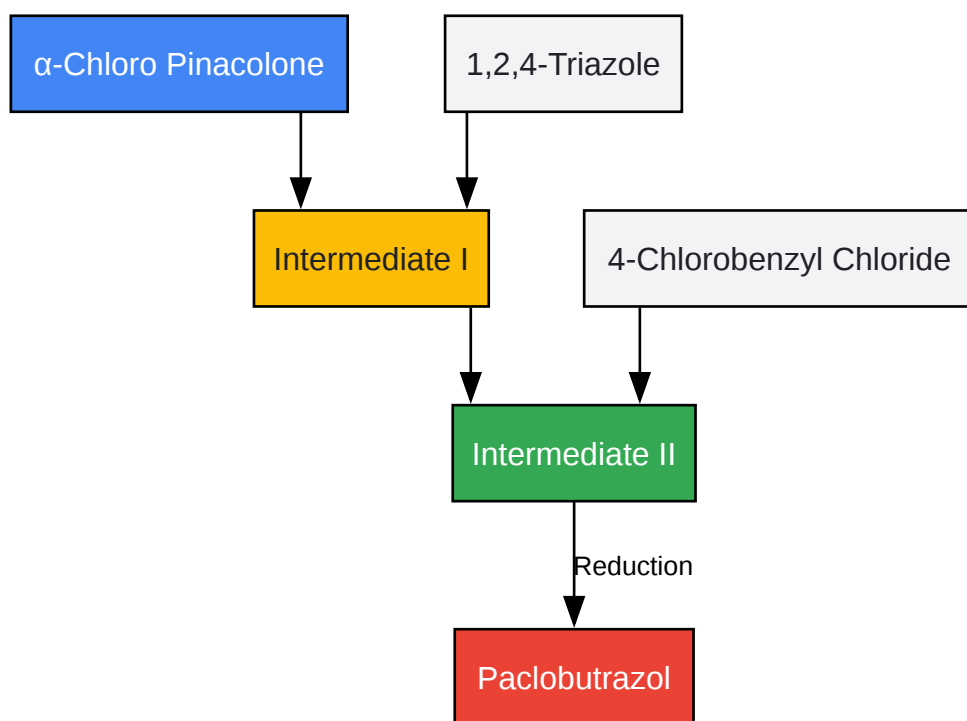 α-Chloro Pinacolone
1,2,4-Triazole
Intermediate I
4-Chlorobenzyl Chloride
Intermediate II
Reduction
Paclobutrazol